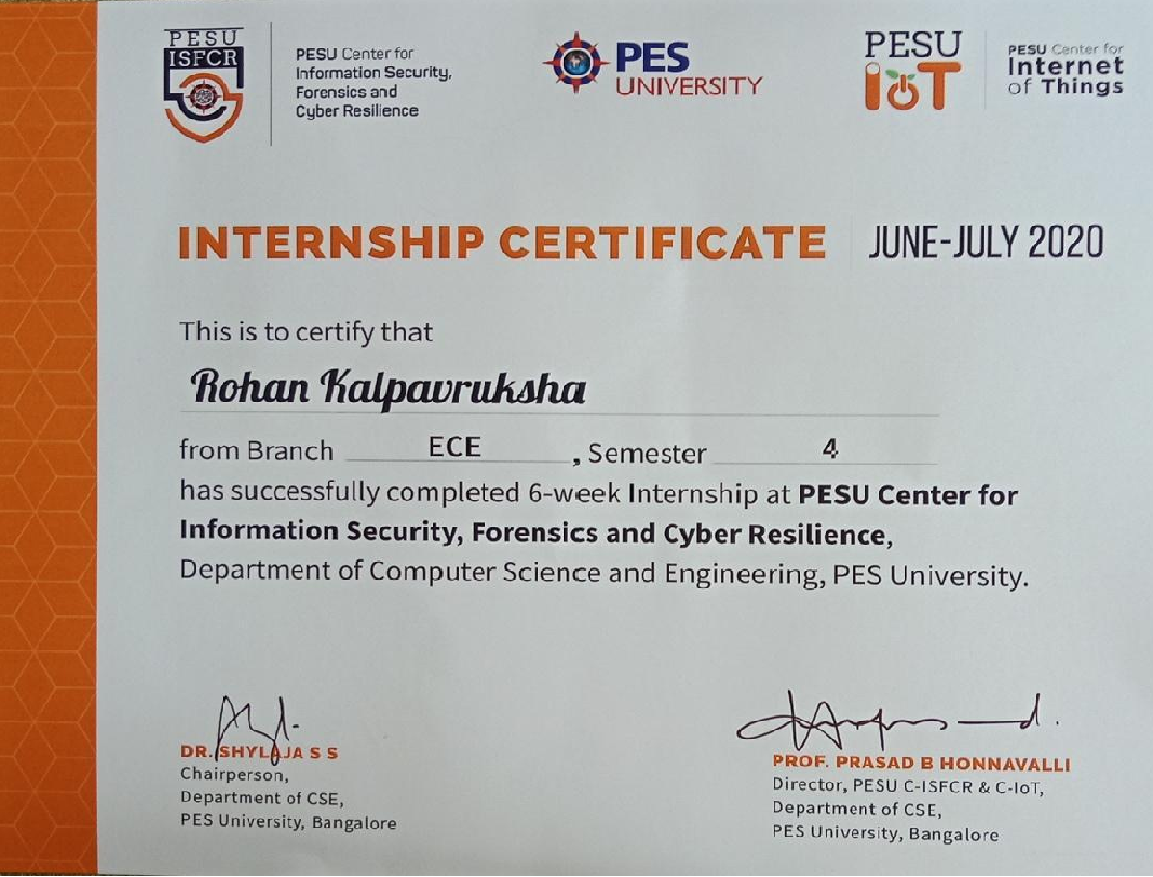 PESU
ISFCR
PESU Center for
Information Security,
Forensics and
Cyber Resilience
PES
UNIVERSITY
PESU
IoT
PESU Center for
Internet
of Things
INTERNSHIP CERTIFICATE JUNE-JULY 2020
This is to certify that
Rohan Kalpavruksha
from Branch ECE , Semester 4
has successfully completed 6-week Internship at PESU Center for
Information Security, Forensics and Cyber Resilience,
Department of Computer Science and Engineering, PES University.
DR. SHYLAJA S S
Chairperson,
Department of CSE,
PES University, Bangalore
PROF. PRASAD B HONNAVALLI
Director, PESU C-ISFCR & C-IoT,
Department of CSE,
PES University, Bangalore